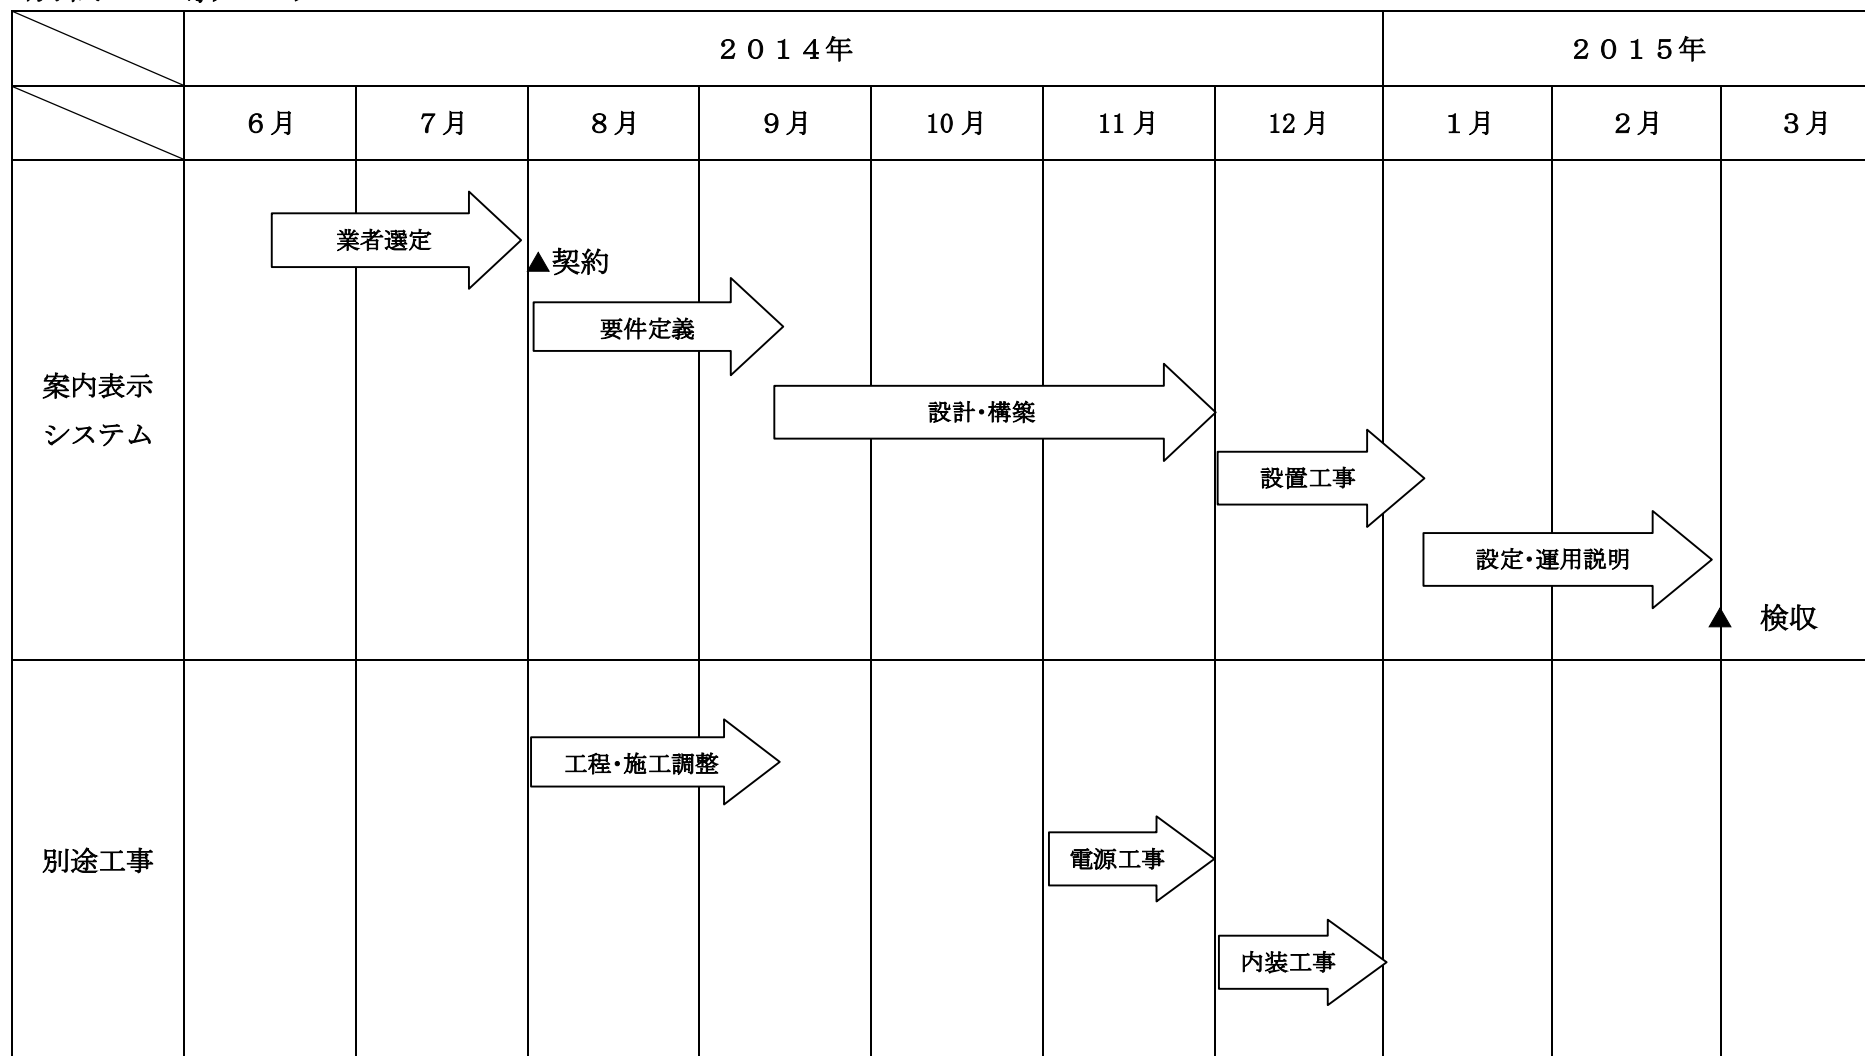 ２０１４年　２０１５年
６月　７月　８月　９月　10月　11月　12月　１月　２月　３月
案内表示
システム
業者選定
▲契約
要件定義
設計・構築
設置工事
設定・運用説明
▲　検収
別途工事
工程・施工調整
電源工事
内装工事